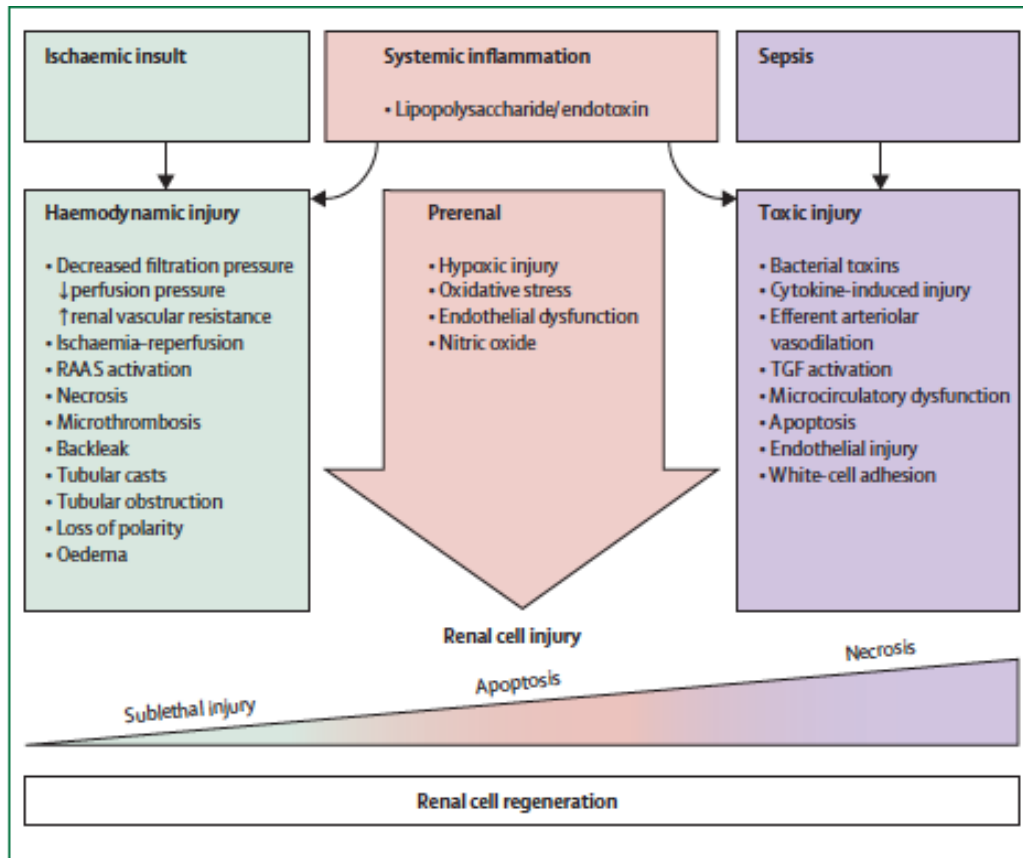 Ischaemic insult
Systemic inflammation
• Lipopolysaccharide/endotoxin
Sepsis
Haemodynamic injury
• Decreased filtration pressure
↓perfusion pressure
↑renal vascular resistance
• Ischaemia-reperfusion
• RAAS activation
• Necrosis
• Microthrombosis
• Backleak
• Tubular casts
• Tubular obstruction
• Loss of polarity
• Oedema
Prerenal
• Hypoxic injury
• Oxidative stress
• Endothelial dysfunction
• Nitric oxide
Toxic injury
• Bacterial toxins
• Cytokine-induced injury
• Efferent arteriolar
vasodilation
• TGF activation
• Microcirculatory dysfunction
• Apoptosis
• Endothelial injury
• White-cell adhesion
Renal cell injury
Sublethal injury
Apoptosis
Necrosis
Renal cell regeneration